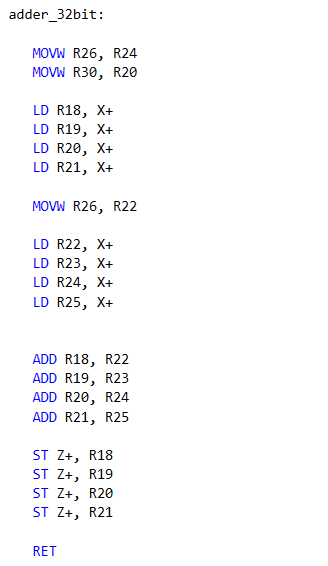 adder_32bit:
MOVW R26, R24
MOVW R30, R20
LD R18, X+
LD R19, X+
LD R20, X+
LD R21, X+
MOVW R26, R22
LD R22, X+
LD R23, X+
LD R24, X+
LD R25, X+
ADD R18, R22
ADD R19, R23
ADD R20, R24
ADD R21, R25
ST Z+, R18
ST Z+, R19
ST Z+, R20
ST Z+, R21
RET